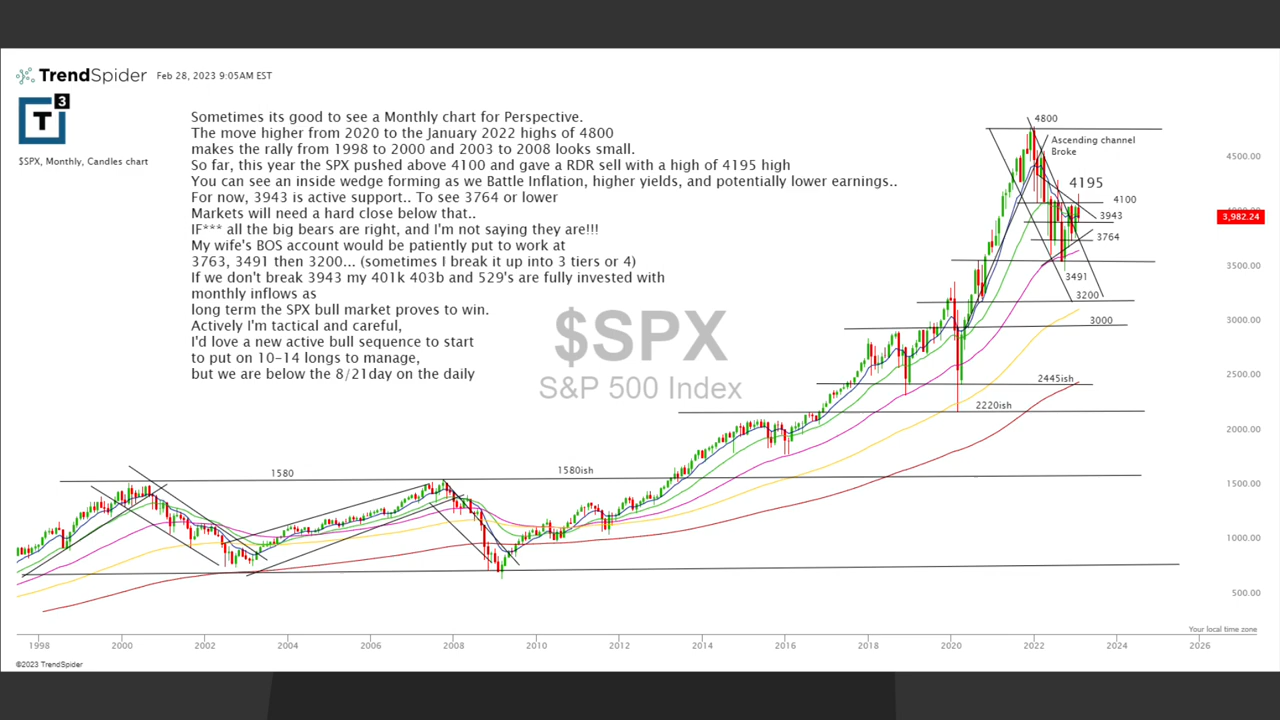 TrendSpider Feb 28, 2023 9:05AM EST
T3
$SPX, Monthly, Candles chart
Sometimes its good to see a Monthly chart for Perspective.
The move higher from 2020 to the January 2022 highs of 4800
makes the rally from 1998 to 2000 and 2003 to 2008 looks small.
So far, this year the SPX pushed above 4100 and gave a RDR sell with a high of 4195 high
You can see an inside wedge forming as we Battle Inflation, higher yields, and potentially lower earnings..
For now, 3943 is active support.. To see 3764 or lower
Markets will need a hard close below that..
IF*** all the big bears are right, and I'm not saying they are!!!
My wife's BOS account would be patiently put to work at
3763, 3491 then 3200... (sometimes I break it up into 3 tiers or 4)
If we don't break 3943 my 401k 403b and 529's are fully invested with
monthly inflows as
long term the SPX bull market proves to win.
Actively I'm tactical and careful,
I'd love a new active bull sequence to start
to put on 10-14 longs to manage,
but we are below the 8/21day on the daily
$SPX
S&P 500 Index
4800
Ascending channel
Broke
4195
4100
3943
3764
3491
3200
3000
2445ish
2220ish
1580
1580ish
4500.00
3,982.24
3500.00
3000.00
2500.00
2000.00
1500.00
1000.00
500.00
Your local time zone
1998 2000 2002 2004 2006 2008 2010 2012 2014 2016 2018 2020 2022 2024 2026
©2023 TrendSpider